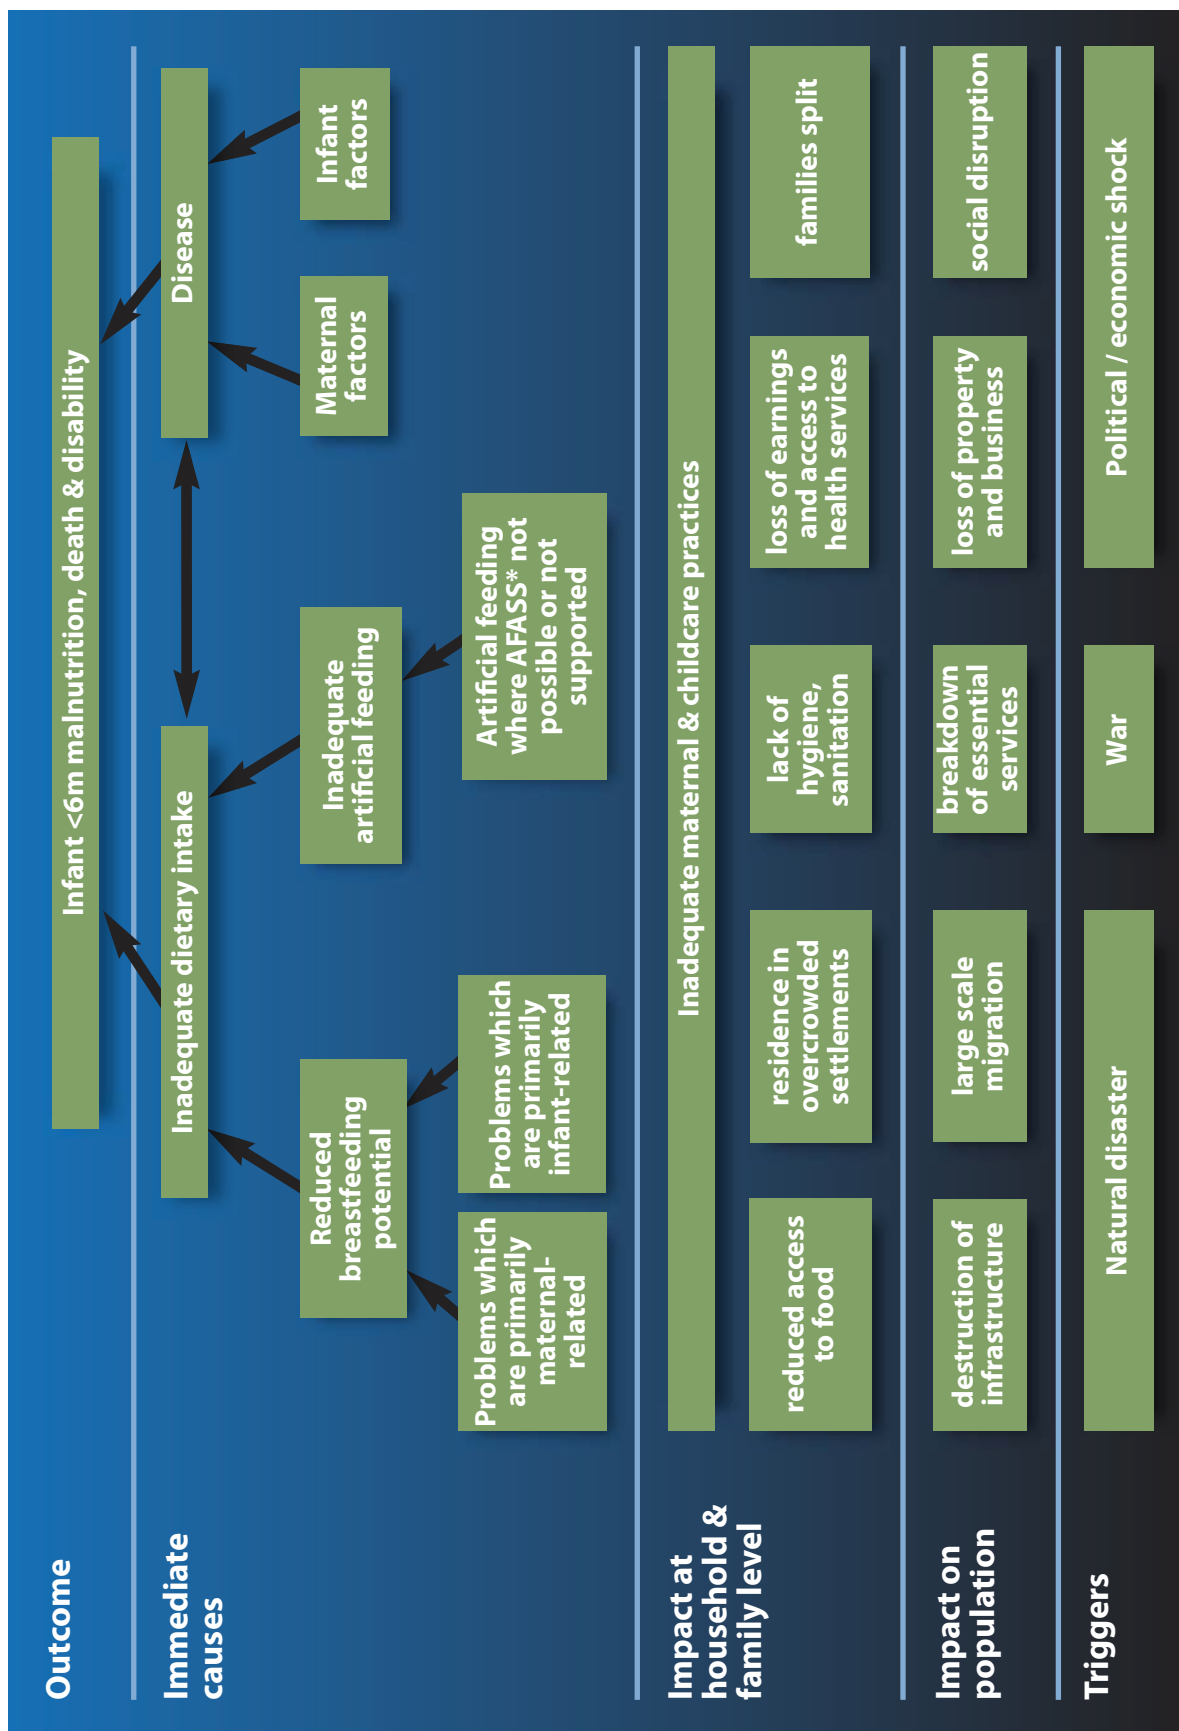 Outcome
Infant <6m malnutrition, death & disability
Immediate
causes
Inadequate dietary intake
Disease
Reduced
breastfeeding
potential
Inadequate
artificial feeding
Maternal
factors
Infant
factors
Problems which
are primarily
maternal-
related
Problems which
are primarily
infant-related
Artificial feeding
where AFASS* not
possible or not
supported
Impact at
household &
family level
Inadequate maternal & childcare practices
reduced access
to food
residence in
overcrowded
settlements
lack of
hygiene,
sanitation
loss of earnings
and access to
health services
families split
Impact on
population
destruction of
infrastructure
large scale
migration
breakdown
of essential
services
loss of property
and business
social disruption
Triggers
Natural disaster
War
Political / economic shock